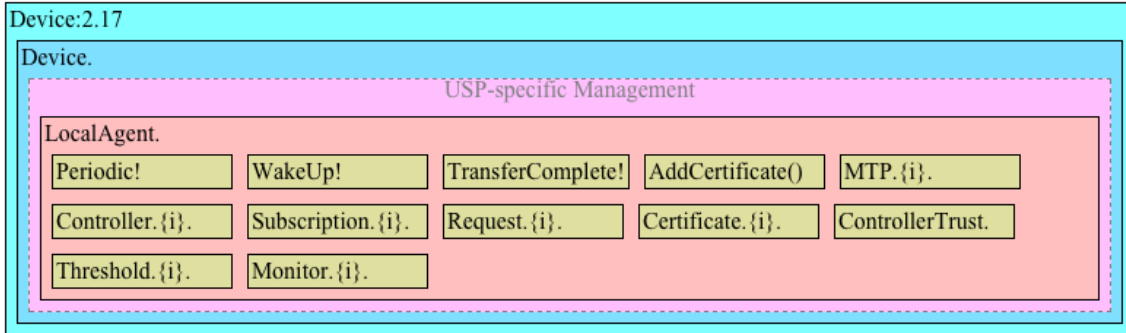 Device:2.17
Device.
USP-specific Management
LocalAgent.
Periodic! WakeUp! TransferComplete! AddCertificate() MTP.{i}.
Controller.{i}. Subscription.{i}. Request.{i}. Certificate.{i}. ControllerTrust.
Threshold.{i}. Monitor.{i}.